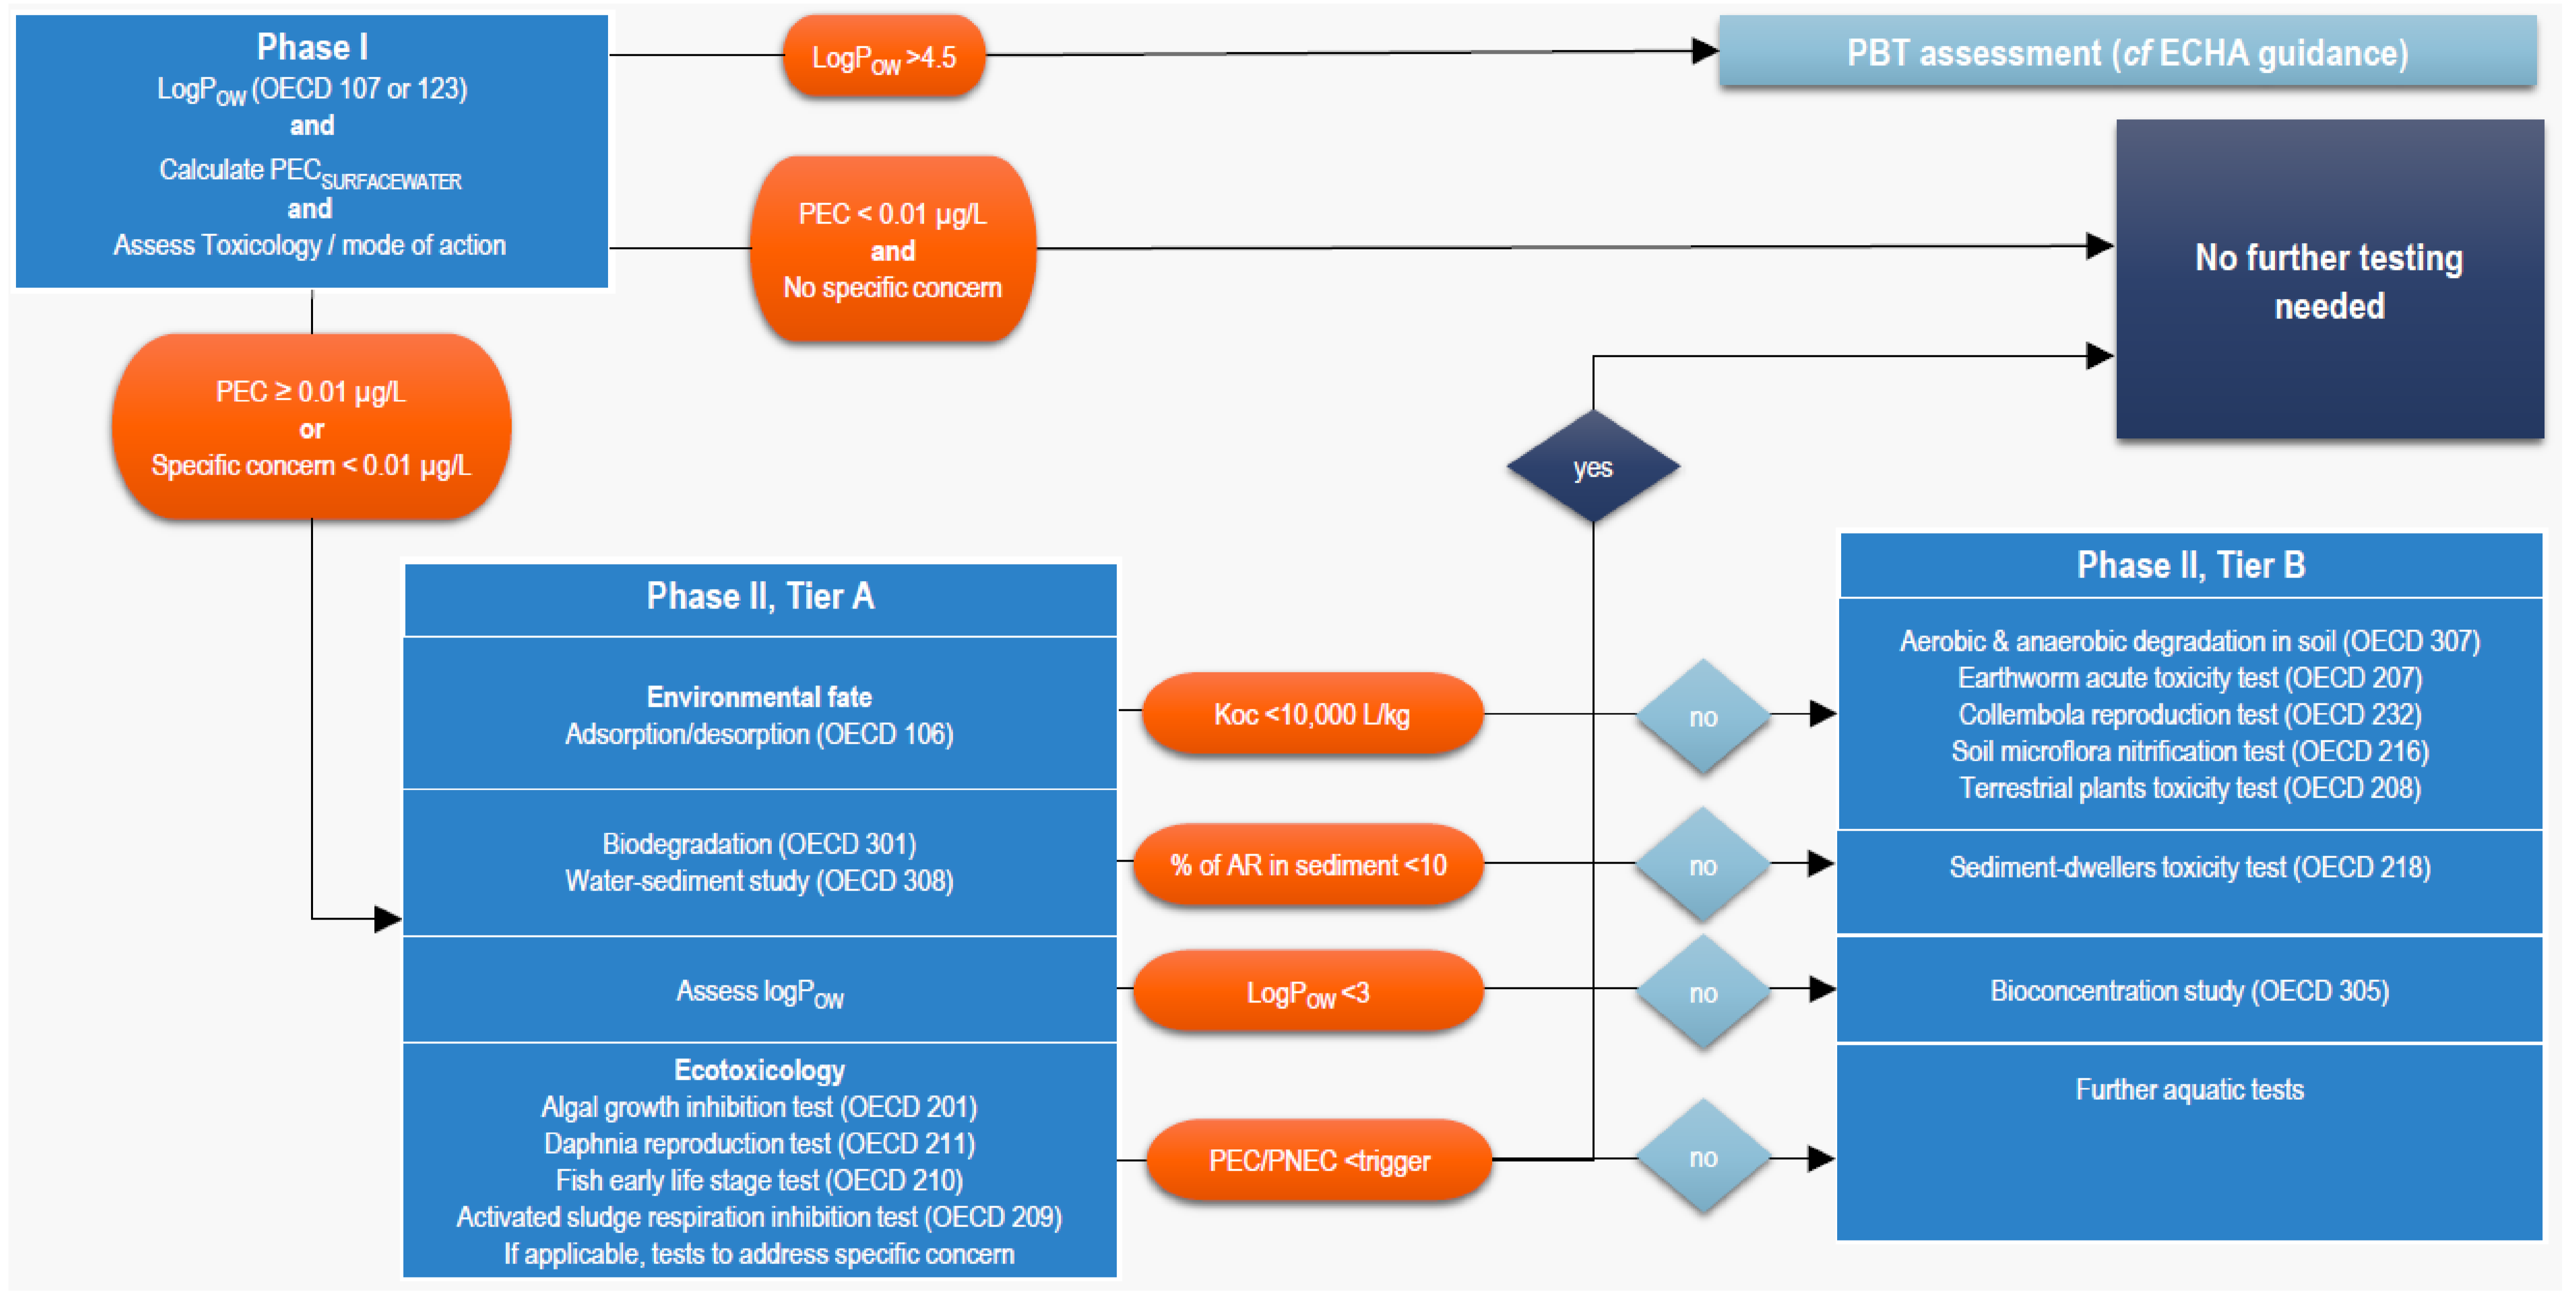 Phase I
LogPOW (OECD 107 or 123)
and
Calculate PECSURFACEWATER
and
Assess Toxicology / mode of action
LogPOW >4.5
PBT assessment (cf ECHA guidance)
PEC < 0.01 µg/L
and
No specific concern
No further testing
needed
PEC ≥ 0.01 µg/L
or
Specific concern < 0.01 µg/L
yes
Phase II, Tier A
Environmental fate
Adsorption/desorption (OECD 106)
Biodegradation (OECD 301)
Water-sediment study (OECD 308)
Assess logPOW
Ecotoxicology
Algal growth inhibition test (OECD 201)
Daphnia reproduction test (OECD 211)
Fish early life stage test (OECD 210)
Activated sludge respiration inhibition test (OECD 209)
If applicable, tests to address specific concern
Koc <10,000 L/kg
no
% of AR in sediment <10
no
LogPOW <3
no
PEC/PNEC <trigger
no
Phase II, Tier B
Aerobic & anaerobic degradation in soil (OECD 307)
Earthworm acute toxicity test (OECD 207)
Collembola reproduction test (OECD 232)
Soil microflora nitrification test (OECD 216)
Terrestrial plants toxicity test (OECD 208)
Sediment-dwellers toxicity test (OECD 218)
Bioconcentration study (OECD 305)
Further aquatic tests